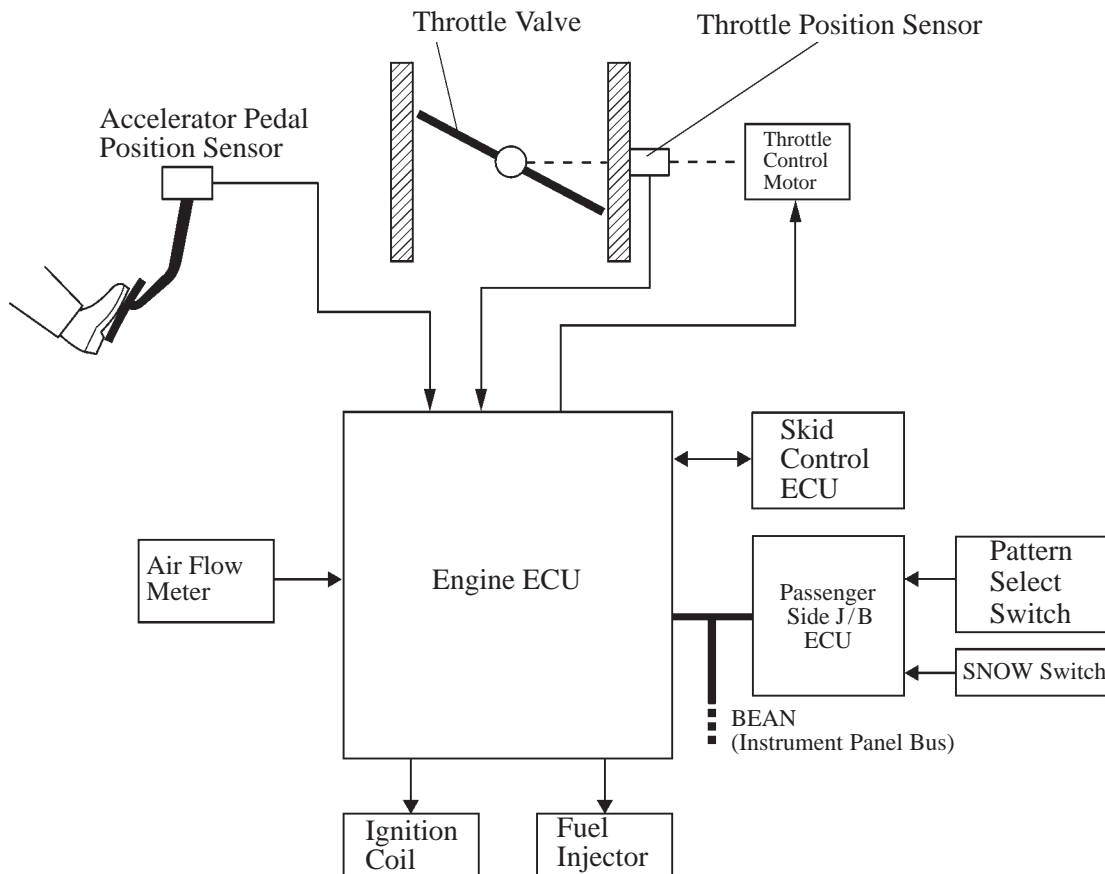 Throttle Valve
Throttle Position Sensor
Accelerator Pedal
Position Sensor
Throttle
Control
Motor
Skid
Control
ECU
Air Flow
Meter
Engine ECU
Passenger
Side J/B
ECU
Pattern
Select
Switch
SNOW Switch
BEAN
(Instrument Panel Bus)
Ignition
Coil
Fuel
Injector